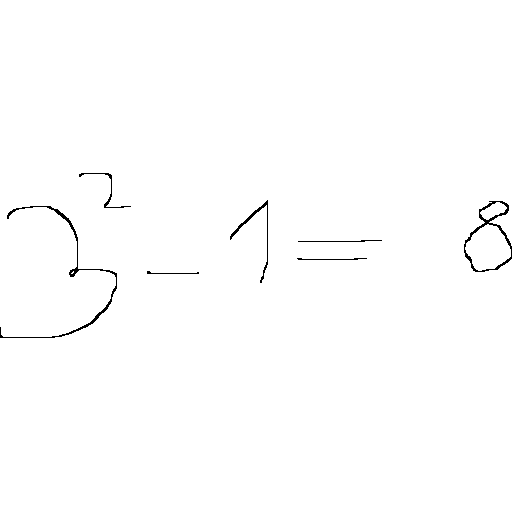 3² - 1 = 8